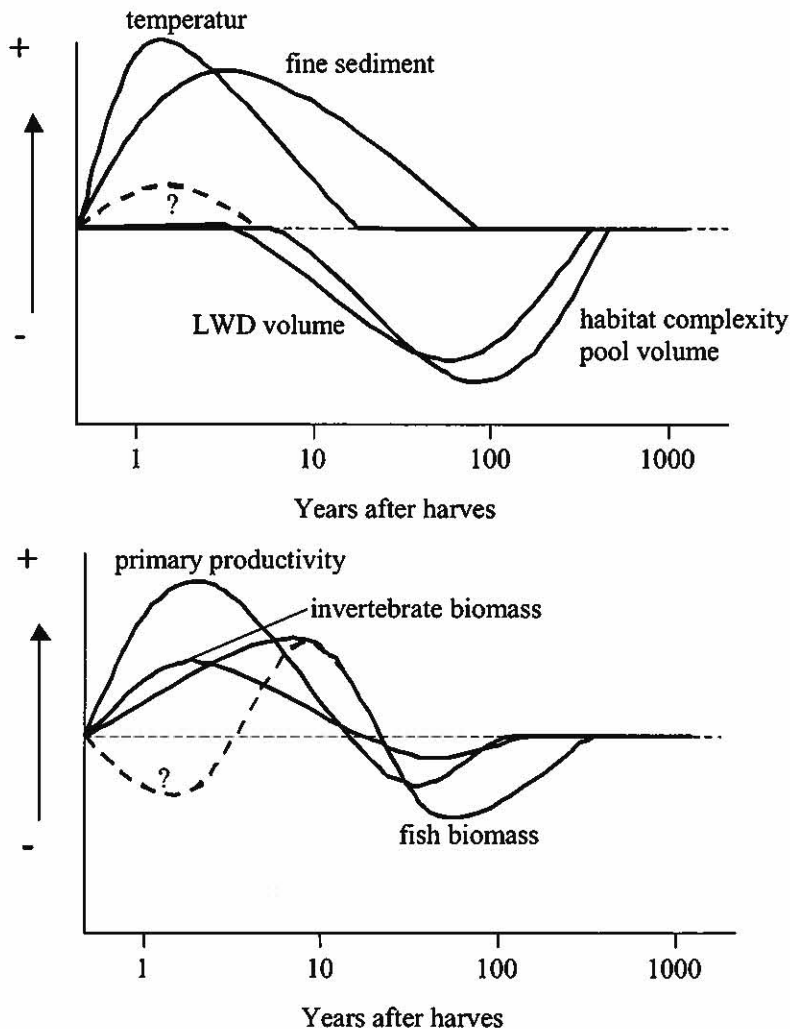 temperatur
+
fine sediment
?
LWD volume
habitat complexity
pool volume
-
1 10 100 1000
Years after harves
+
primary productivity
invertebrate biomass
?
fish biomass
-
1 10 100 1000
Years after harves